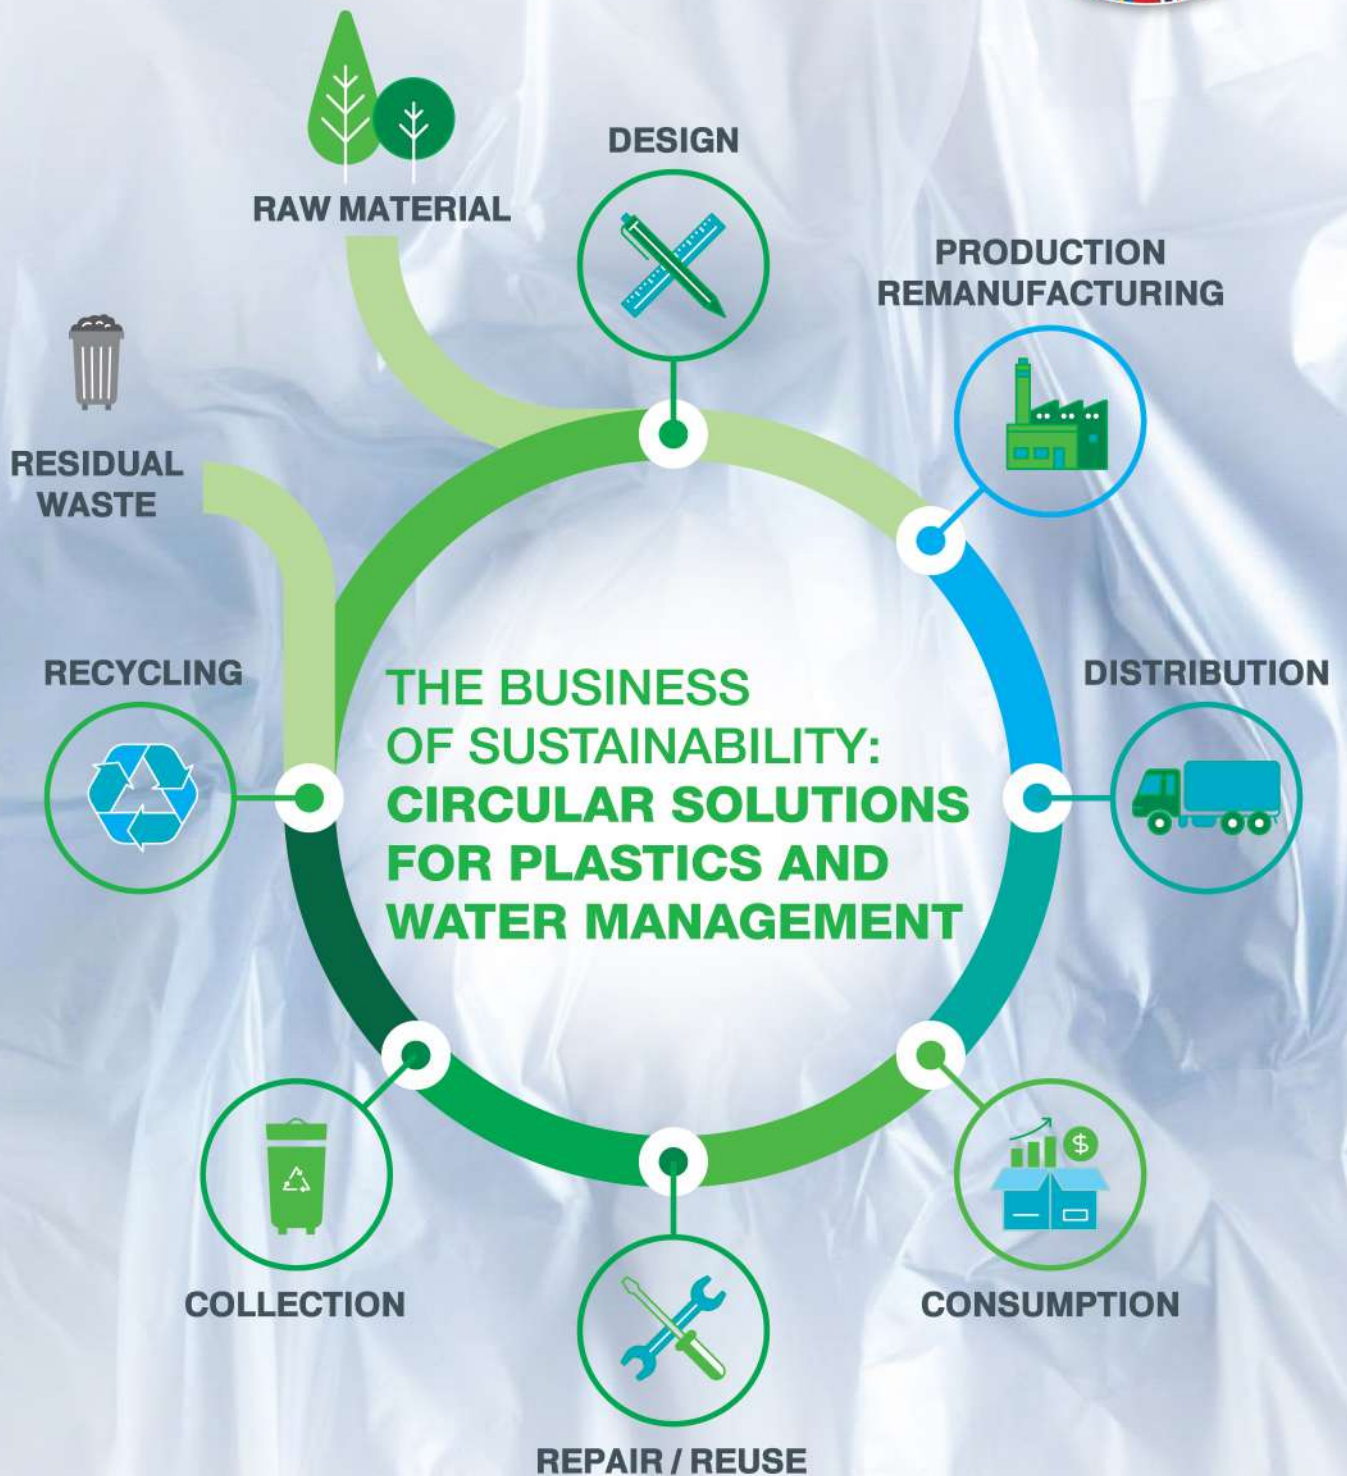 RAW MATERIAL
DESIGN
PRODUCTION
REMANUFACTURING
RESIDUAL
WASTE
RECYCLING
DISTRIBUTION
THE BUSINESS
OF SUSTAINABILITY:
CIRCULAR SOLUTIONS
FOR PLASTICS AND
WATER MANAGEMENT
$
COLLECTION
CONSUMPTION
REPAIR / REUSE